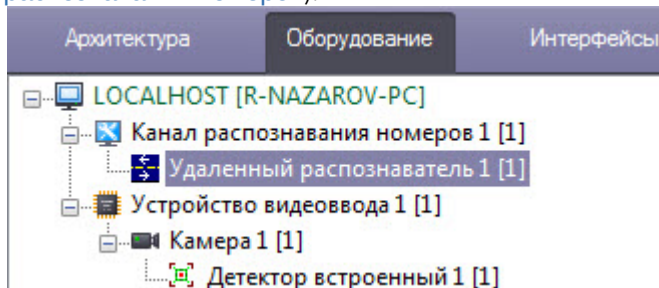 Архитектура Оборудование Интерфейсы
LOCALHOST [R-NAZAROV-PC]
Канал распознавания номеров 1 [1]
Удаленный распознаватель 1 [1]
Устройство видеоввода 1 [1]
Камера 1 [1]
Детектор встроенный 1 [1]